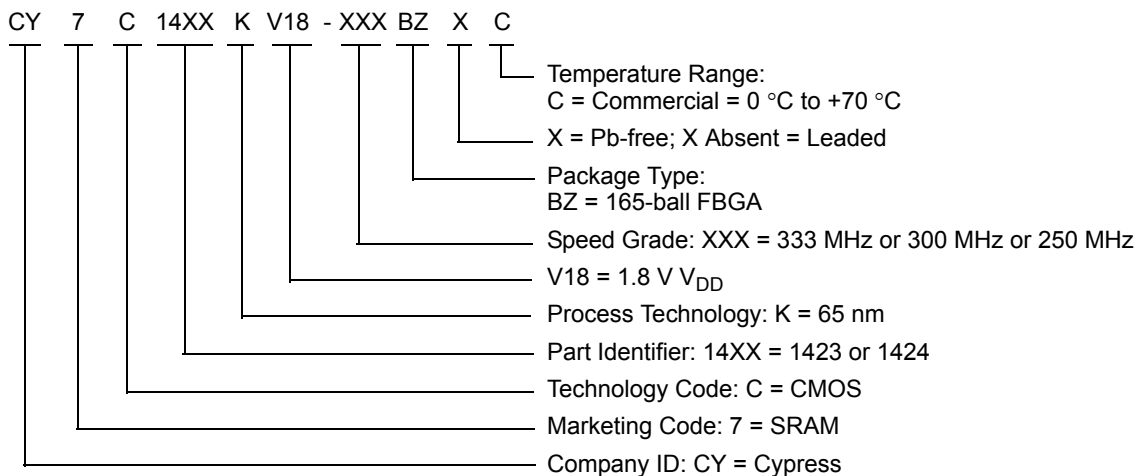 CY 7 C 14XX K V18 - XXX BZ X C
Temperature Range:
C = Commercial = 0 °C to +70 °C
X = Pb-free; X Absent = Leaded
Package Type:
BZ = 165-ball FBGA
Speed Grade: XXX = 333 MHz or 300 MHz or 250 MHz
V18 = 1.8 V VDD
Process Technology: K = 65 nm
Part Identifier: 14XX = 1423 or 1424
Technology Code: C = CMOS
Marketing Code: 7 = SRAM
Company ID: CY = Cypress